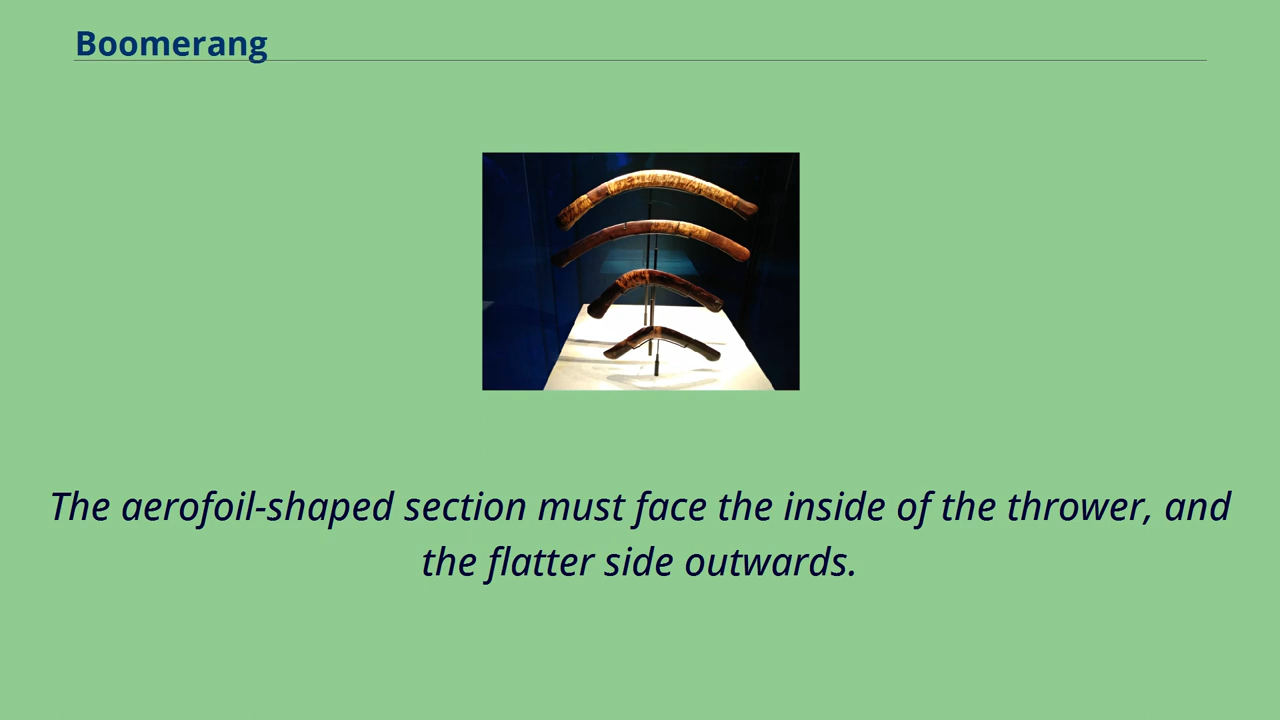 Boomerang
The aerofoil-shaped section must face the inside of the thrower, and
the flatter side outwards.